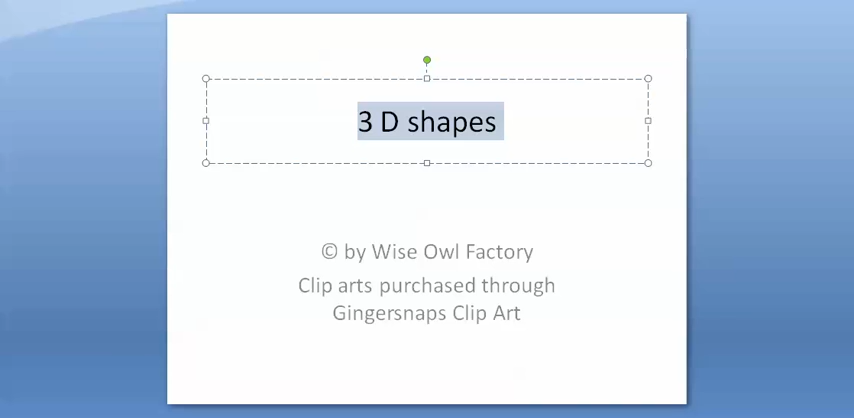 3 D shapes
© by Wise Owl Factory
Clip arts purchased through
Gingersnaps Clip Art